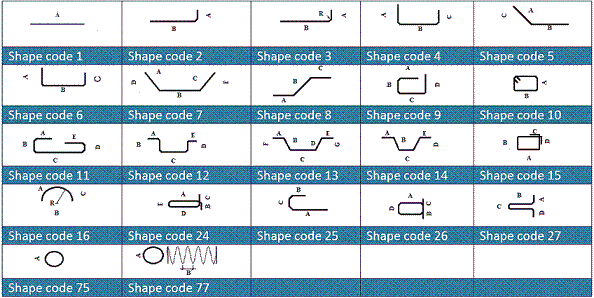 A
A
B
R
A
B
A
C
B
C
A
B
Shape code 1
Shape code 2
Shape code 3
Shape code 4
Shape code 5
A
B
C
D
A
C
E
B
C
B
A
A
B
D
C
A
B
Shape code 6
Shape code 7
Shape code 8
Shape code 9
Shape code 10
A
E
B
D
C
A
E
B
D
C
A
E
F
B
D
G
C
A
E
B
D
C
C
B
D
A
Shape code 11
Shape code 12
Shape code 13
Shape code 14
Shape code 15
A
C
R
B
A
E
B
C
D
C
B
A
A
C
D
B
B
C
D
A
Shape code 16
Shape code 24
Shape code 25
Shape code 26
Shape code 27
A
A
B
Shape code 75
Shape code 77